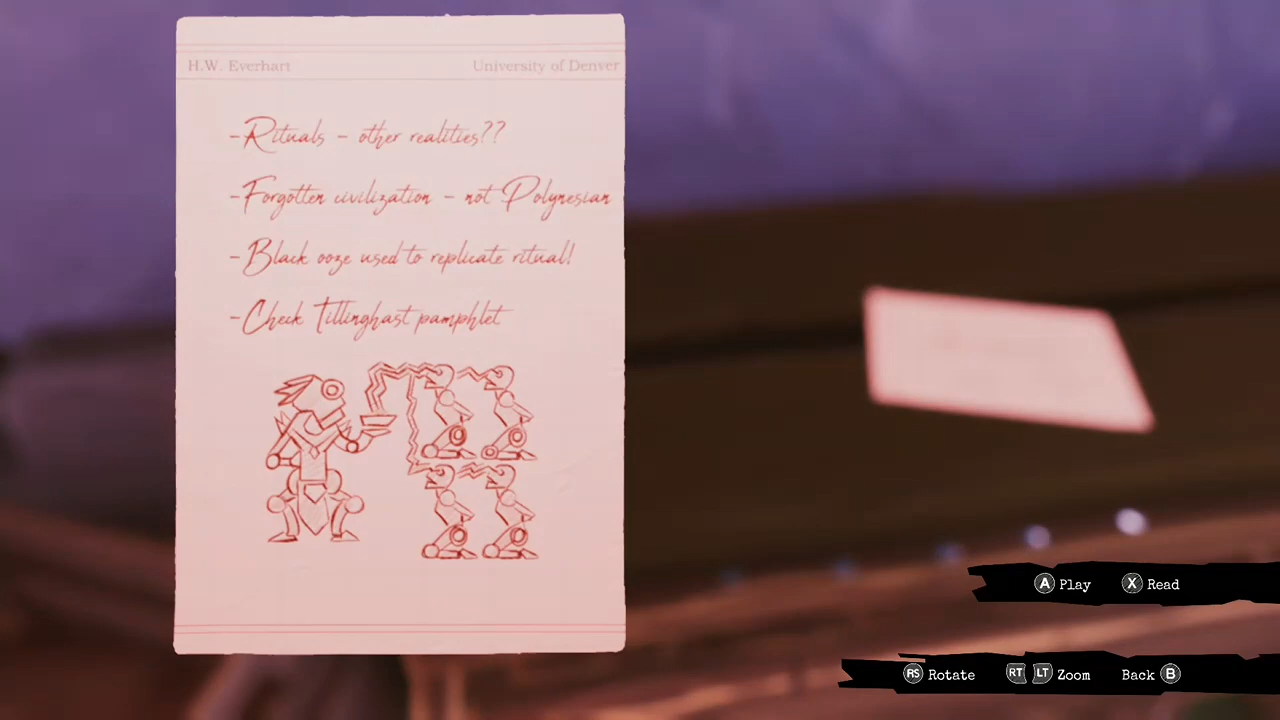 H.W. Everhart University of Denver
-Rituals - other realities??
-Forgotten civilization - not Polynesian
-Black ooze used to replicate ritual!
-Check Tillinghast pamphlet
A Play X Read
RS Rotate RT LT Zoom Back B